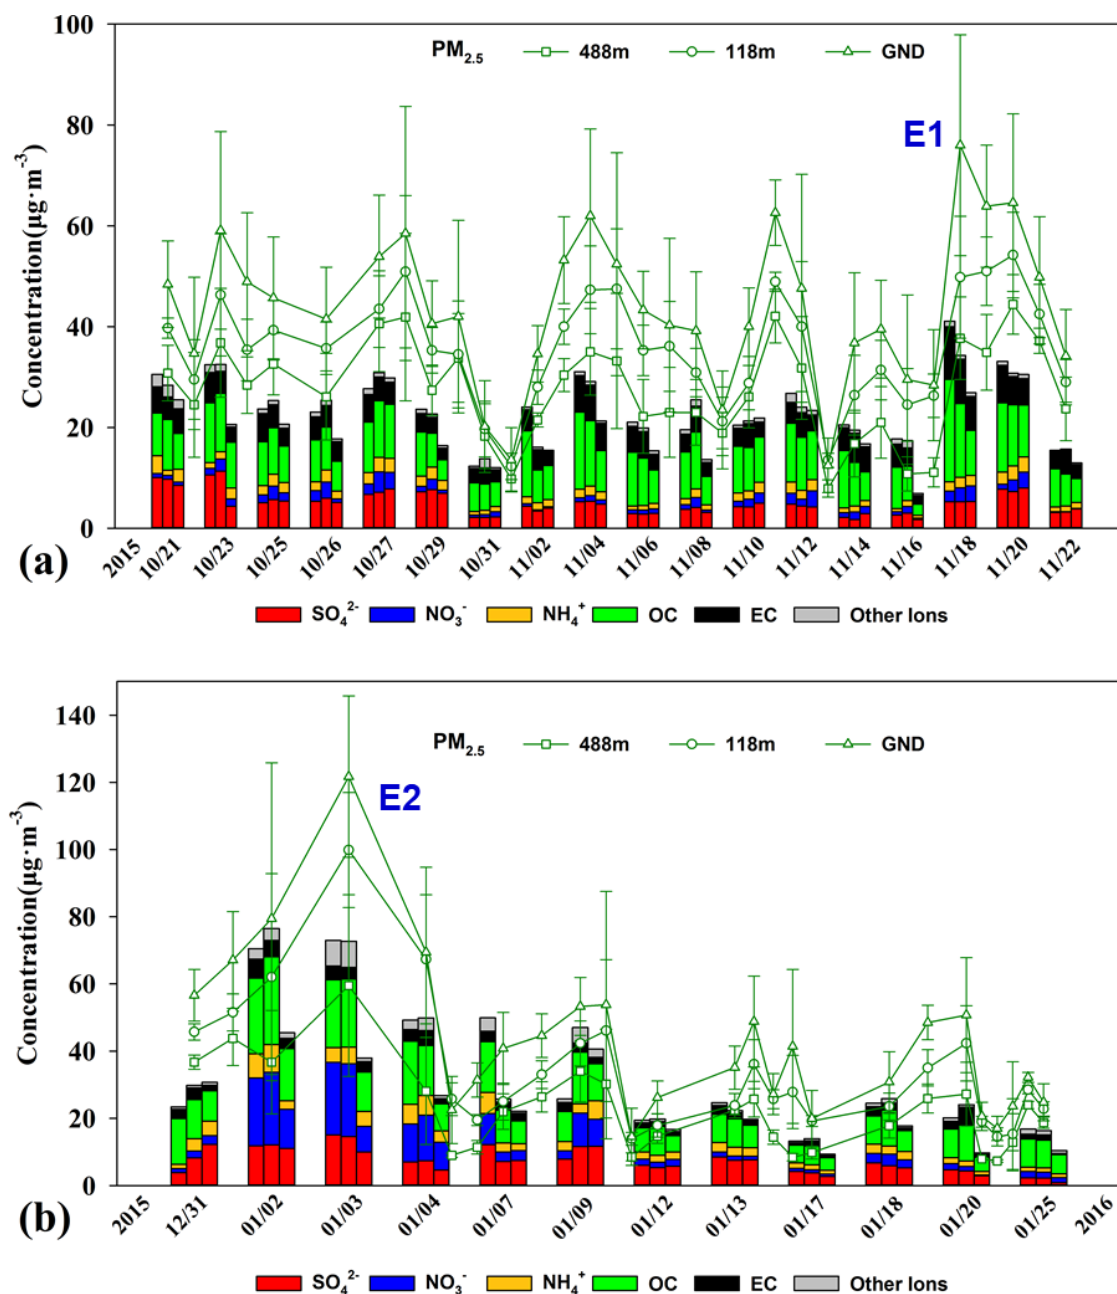 100
PM2.5 488m 118m GND
E1
80
60
40
20
0
Concentration(μg·m-3)
2015 10/21 10/23 10/25 10/26 10/27 10/29 10/31 11/02 11/04 11/06 11/08 11/10 11/12 11/14 11/16 11/18 11/20 11/22
(a)
SO42- NO3- NH4+ OC EC Other Ions
140
PM2.5 488m 118m GND
E2
120
100
80
60
40
20
0
Concentration(μg·m-3)
2015 12/31 01/02 01/03 01/04 01/07 01/09 01/12 01/13 01/17 01/18 01/20 01/25 2016
(b)
SO42- NO3- NH4+ OC EC Other Ions